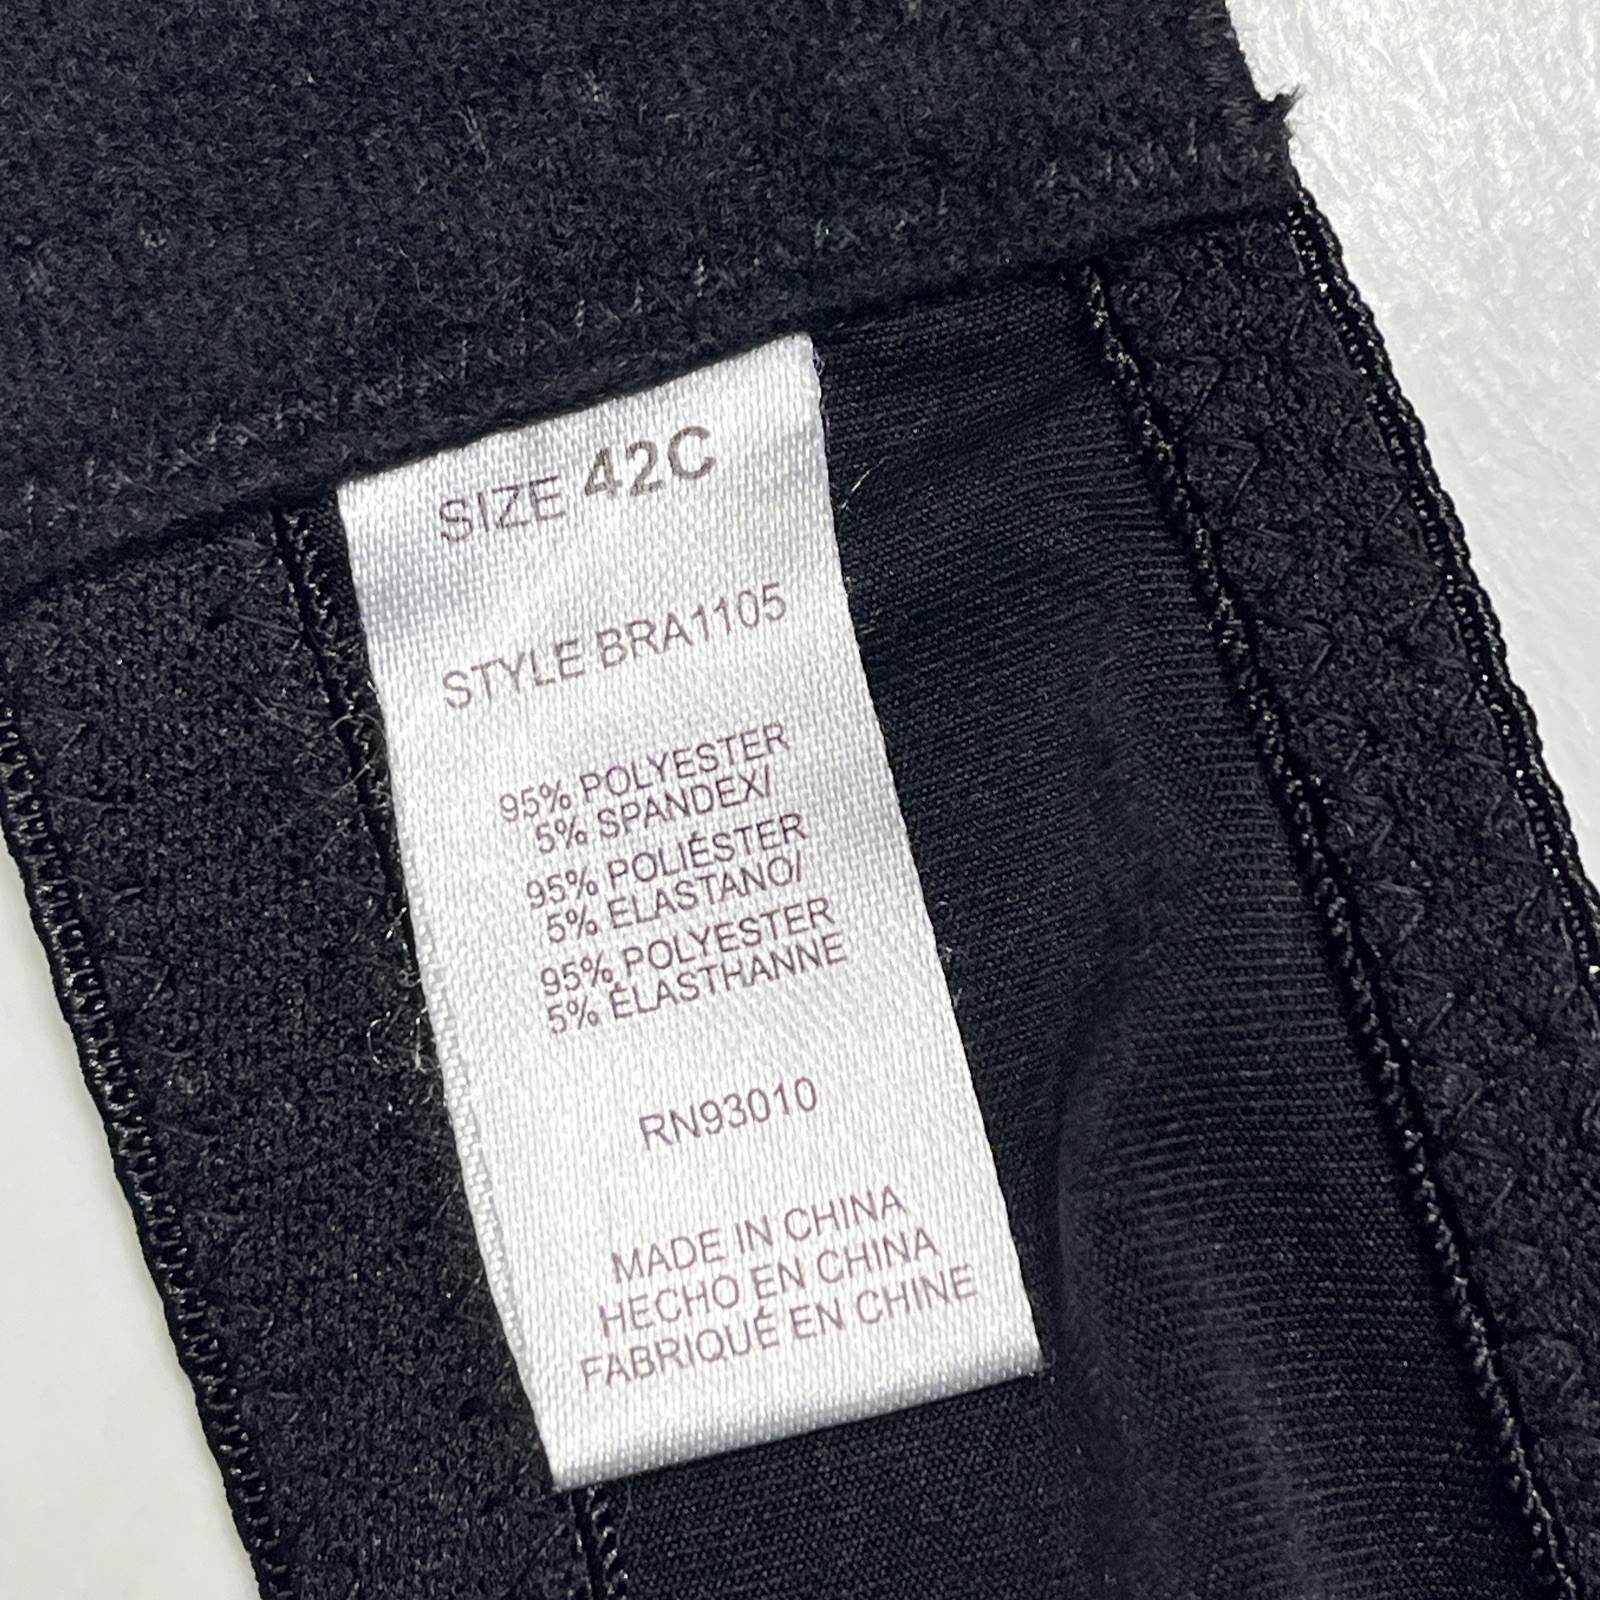 SIZE 42C
STYLE BRA1105
95% POLYESTER
5% SPANDEX/
95% POLIÉSTER
5% ELASTANO/
95% POLYESTER
5% ÉLASTHANNE
RN93010
MADE IN CHINA
HECHO EN CHINA
FABRIQUÉ EN CHINE